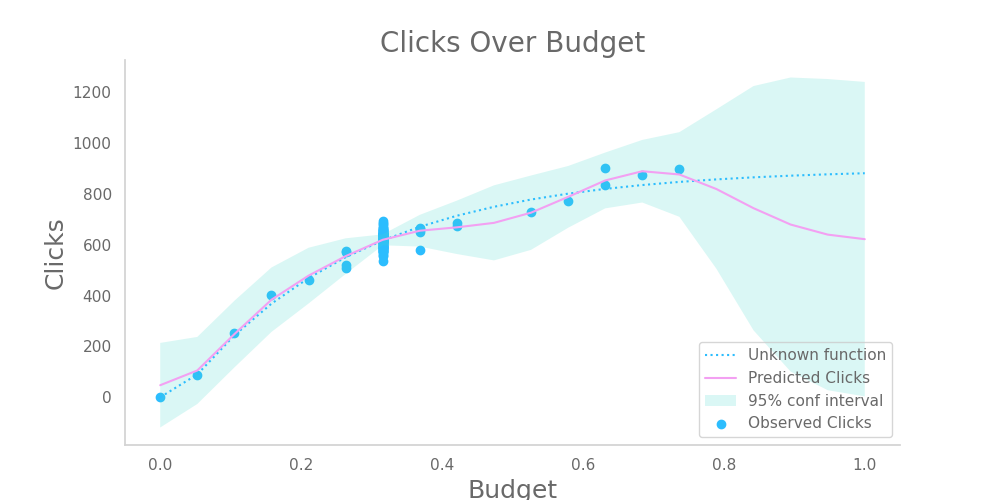 Clicks Over Budget
Clicks
1200
1000
800
600
400
200
0
0.0 0.2 0.4 0.6 0.8 1.0
Budget
Unknown function
Predicted Clicks
95% conf interval
Observed Clicks